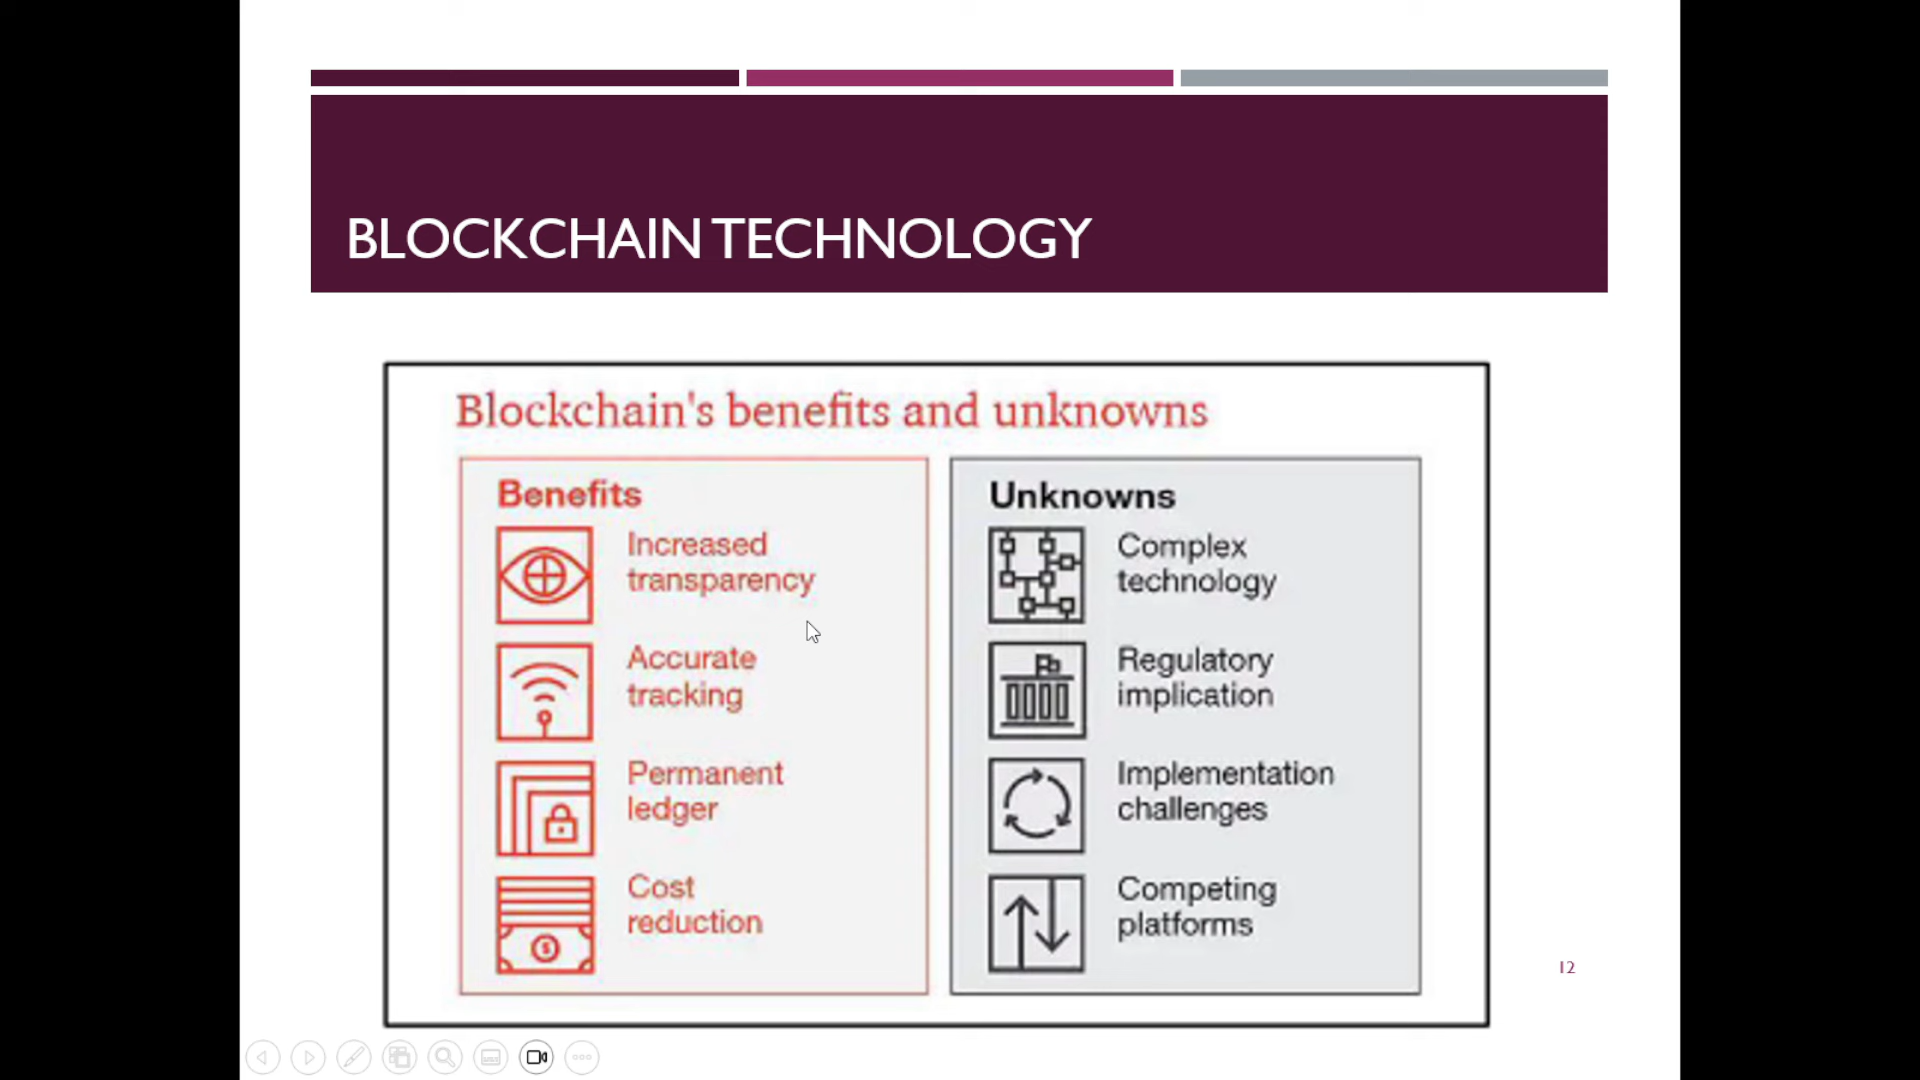 BLOCKCHAIN TECHNOLOGY
Blockchain's benefits and unknowns
Benefits
Increased
transparency
Accurate
tracking
Permanent
ledger
Cost
reduction
Unknowns
Complex
technology
Regulatory
implication
Implementation
challenges
Competing
platforms
12